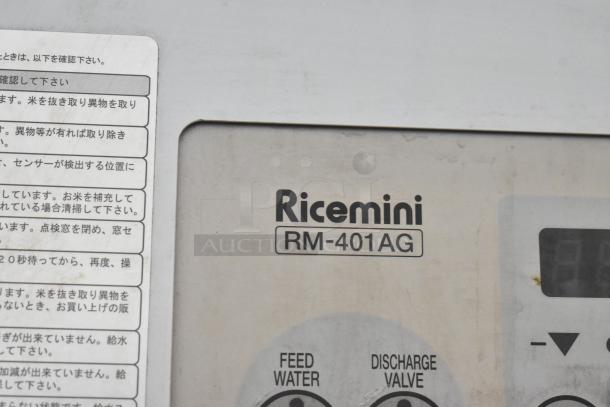 ときは、以下を確認下さい。
確認して下さい
ます。米を抜き取り異物を取り
す。異物等が有れば取り除き
い。
センサーが検出する位置に
しています。お米を補充して
れている場合清掃して下さい。
います。点検窓を閉め、窓セ
20秒待ってから、再度、操
ります。米を抜き取り異物を
らないとき、お買い上げの販
ぎが出来ていません。給水
して下さい。
加減が出来ていません。給
して下さい。
Ricemini
RM-401AG
AUCTION
FEED
WATER
DISCHARGE
VALVE